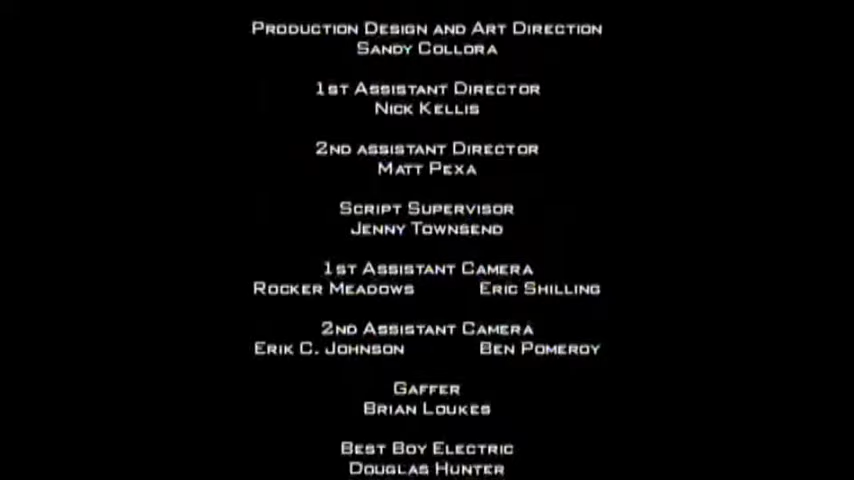 Production Design and Art Direction
Sandy Collora
1st Assistant Director
Nick Kellis
2nd assistant Director
Matt Pexa
Script Supervisor
Jenny Townsend
1st Assistant Camera
Rocker Meadows Eric Shilling
2nd Assistant Camera
Erik C. Johnson Ben Pomeroy
Gaffer
Brian Loukes
Best Boy Electric
Douglas Hunter